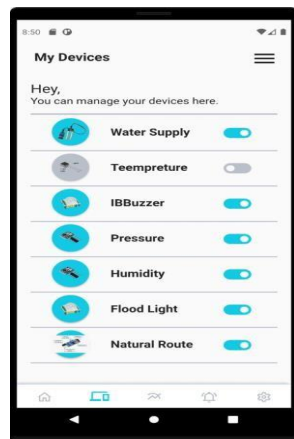 8:50
My Devices
Hey,
You can manage your devices here.
Water Supply
Teempreture
IBBuzzer
Pressure
Humidity
Flood Light
Natural Route